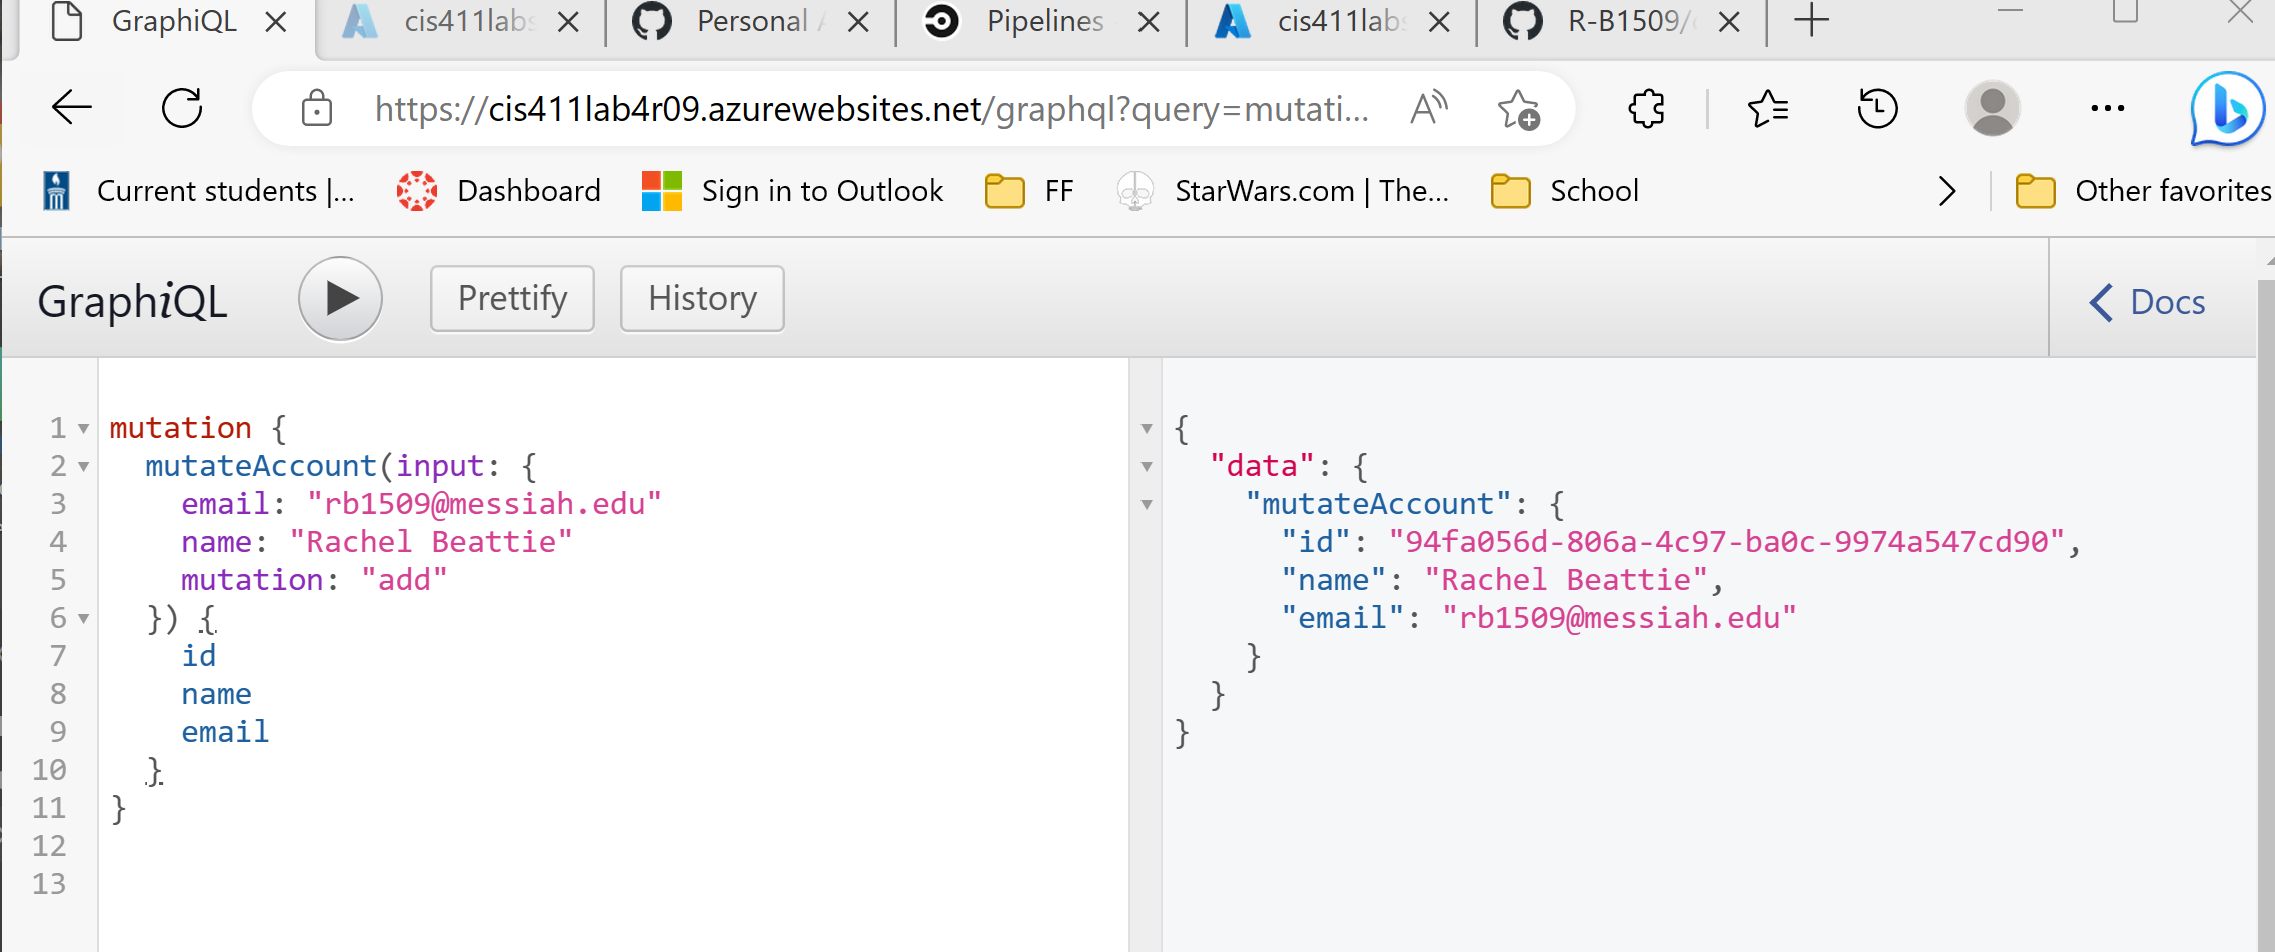 GraphiQL cis411labs Personal A Pipelines cis411labs R-B1509/
https://cis411lab4r09.azurewebsites.net/graphql?query=mutati...
Current students |... Dashboard Sign in to Outlook FF StarWars.com | The... School Other favorites
GraphiQL Prettify History Docs
1 mutation {
2 mutateAccount(input: {
3 email: "rb1509@messiah.edu"
4 name: "Rachel Beattie"
5 mutation: "add"
6 }) {
7 id
8 name
9 email
10 }
11 }
12
13
{
"data": {
"mutateAccount": {
"id": "94fa056d-806a-4c97-ba0c-9974a547cd90",
"name": "Rachel Beattie",
"email": "rb1509@messiah.edu"
}
}
}